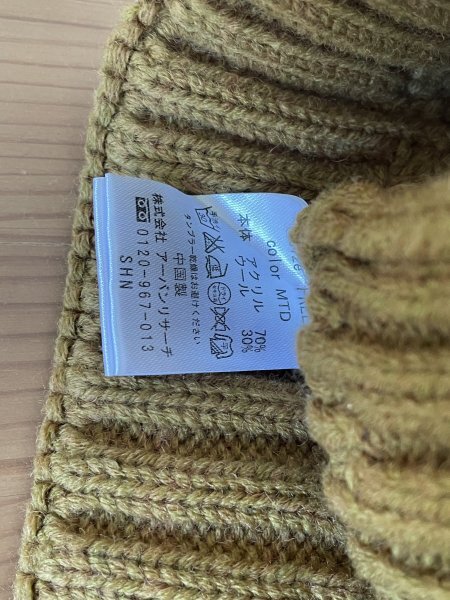 color MTD
本体 アクリル 70%
ウール 30%
タンブラー乾燥はお避けください
中国製
株式会社 アーバンリサーチ
0120-967-013
SHN